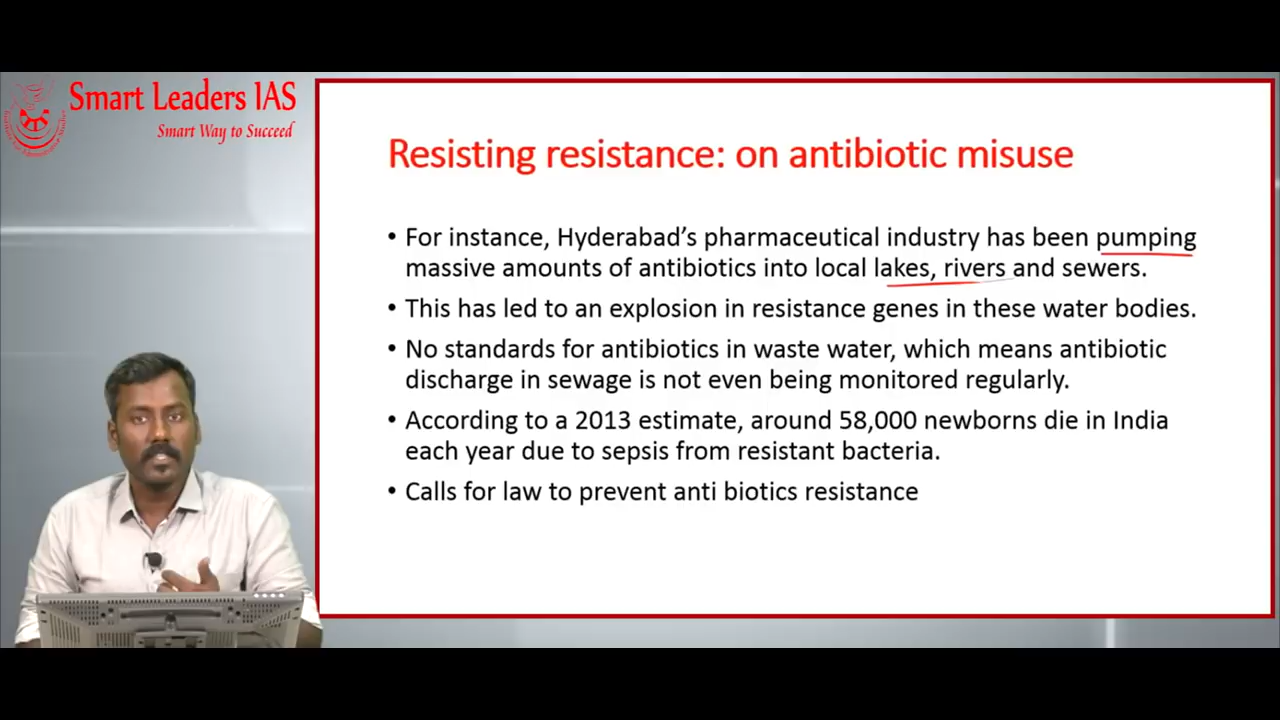 Smart Leaders IAS
Smart Way to Succeed
Resisting resistance: on antibiotic misuse
• For instance, Hyderabad's pharmaceutical industry has been pumping
massive amounts of antibiotics into local lakes, rivers and sewers.
• This has led to an explosion in resistance genes in these water bodies.
• No standards for antibiotics in waste water, which means antibiotic
discharge in sewage is not even being monitored regularly.
• According to a 2013 estimate, around 58,000 newborns die in India
each year due to sepsis from resistant bacteria.
• Calls for law to prevent anti biotics resistance